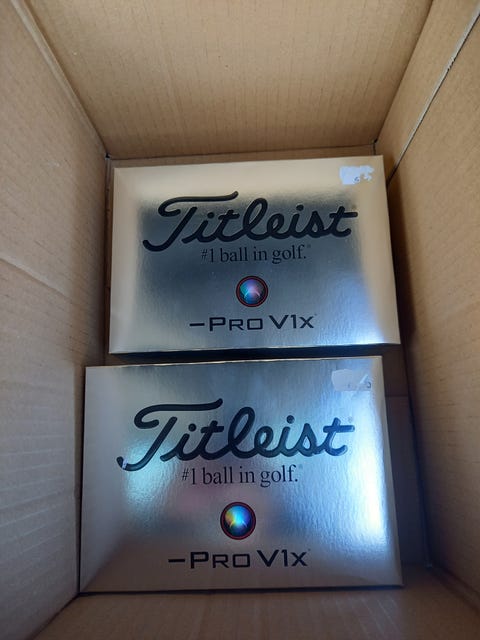 Titleist®
#1 ball in golf.®
–PRO V1x
Titleist®
#1 ball in golf.®
–PRO V1x